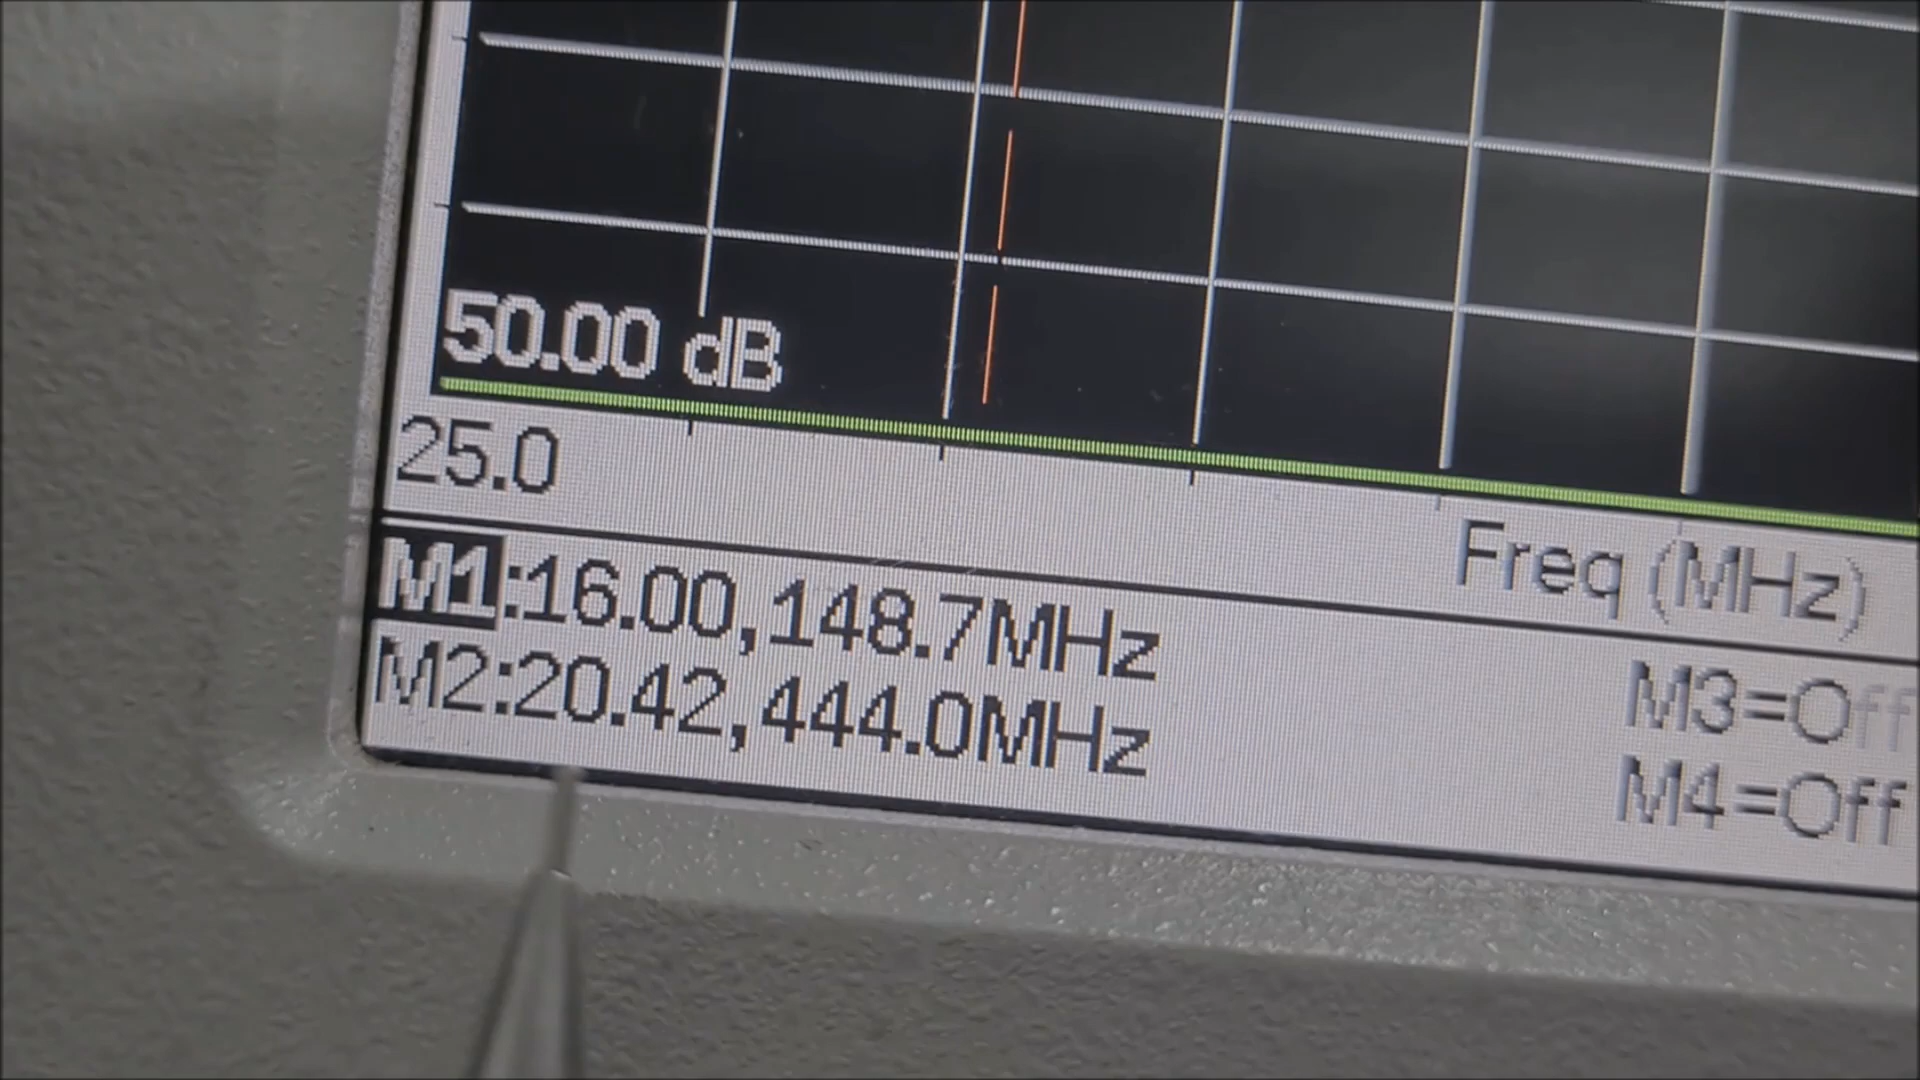 50.00 dB
25.0
Freq (MHz)
M1:16.00,148.7MHz
M2:20.42,444.0MHz
M3=Off
M4=Off